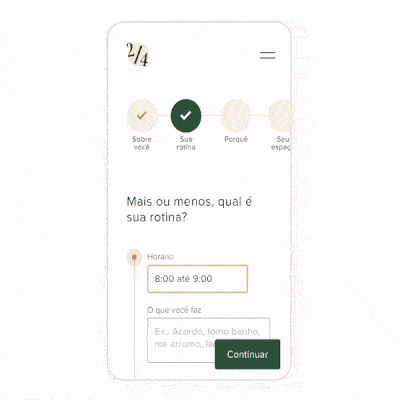 2/4
Sobre
você
Sua
rotina
Porquê
Seu
espaç
Mais ou menos, qual é
sua rotina?
Horário
8:00 até 9:00
O que você faz
Ex.: Acordo, tomo banho,
me arrumo, faç
Continuar